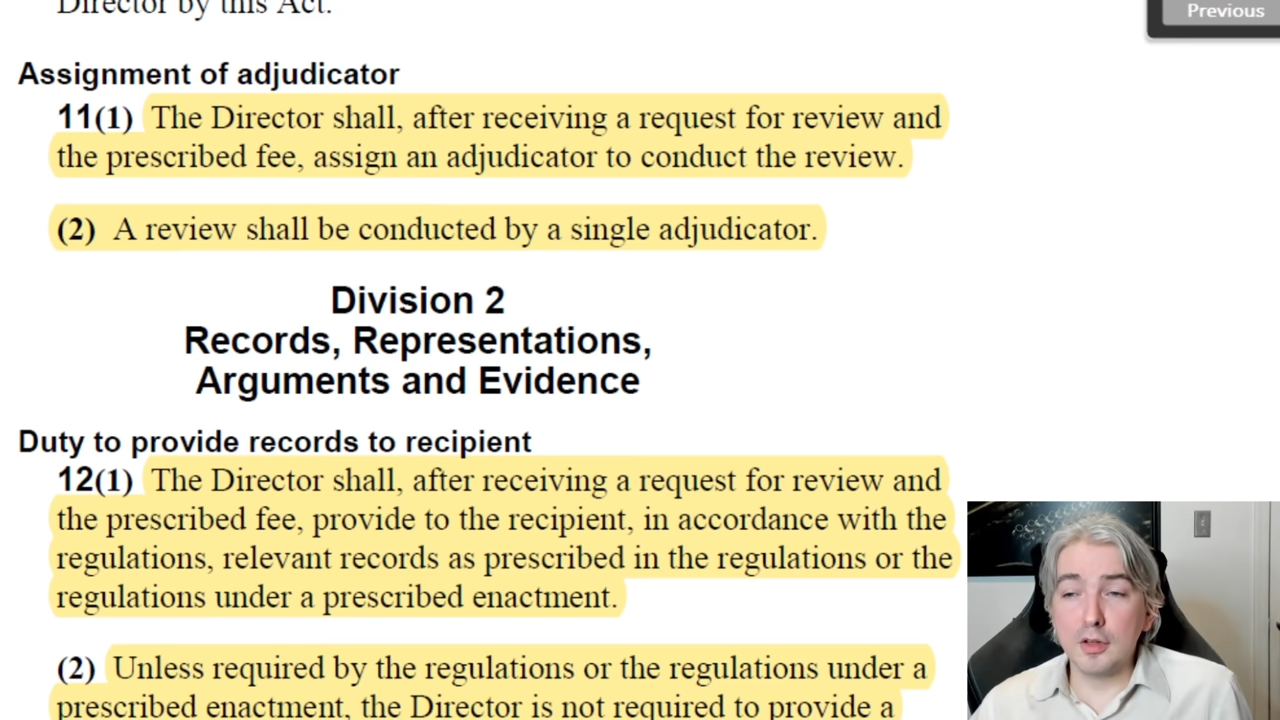 Director by this Act.
Previous
Assignment of adjudicator
11(1) The Director shall, after receiving a request for review and
the prescribed fee, assign an adjudicator to conduct the review.
(2) A review shall be conducted by a single adjudicator.
Division 2
Records, Representations,
Arguments and Evidence
Duty to provide records to recipient
12(1) The Director shall, after receiving a request for review and
the prescribed fee, provide to the recipient, in accordance with the
regulations, relevant records as prescribed in the regulations or the
regulations under a prescribed enactment.
(2) Unless required by the regulations or the regulations under a
prescribed enactment, the Director is not required to provide a